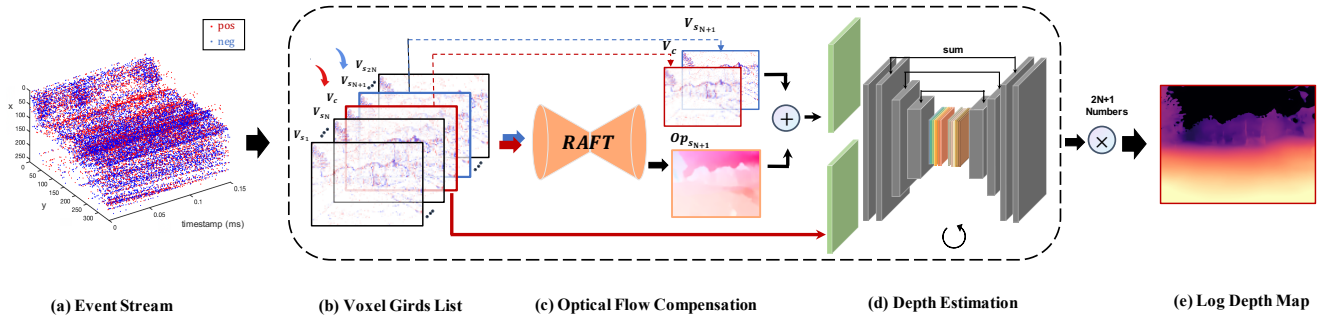 pos
neg
0
50
100
150
200
250
x
0
50
100
150
200
250
300
y
0
0.05
0.1
0.15
timestamp (ms)
V_{s_1}
V_{s_N}
V_c
V_{s_{N+1}}
V_{s_{2N}}
RAFT
V_{s_{N+1}}
V_c
Op_{s_{N+1}}
sum
2N+1
Numbers
(a) Event Stream
(b) Voxel Girds List
(c) Optical Flow Compensation
(d) Depth Estimation
(e) Log Depth Map